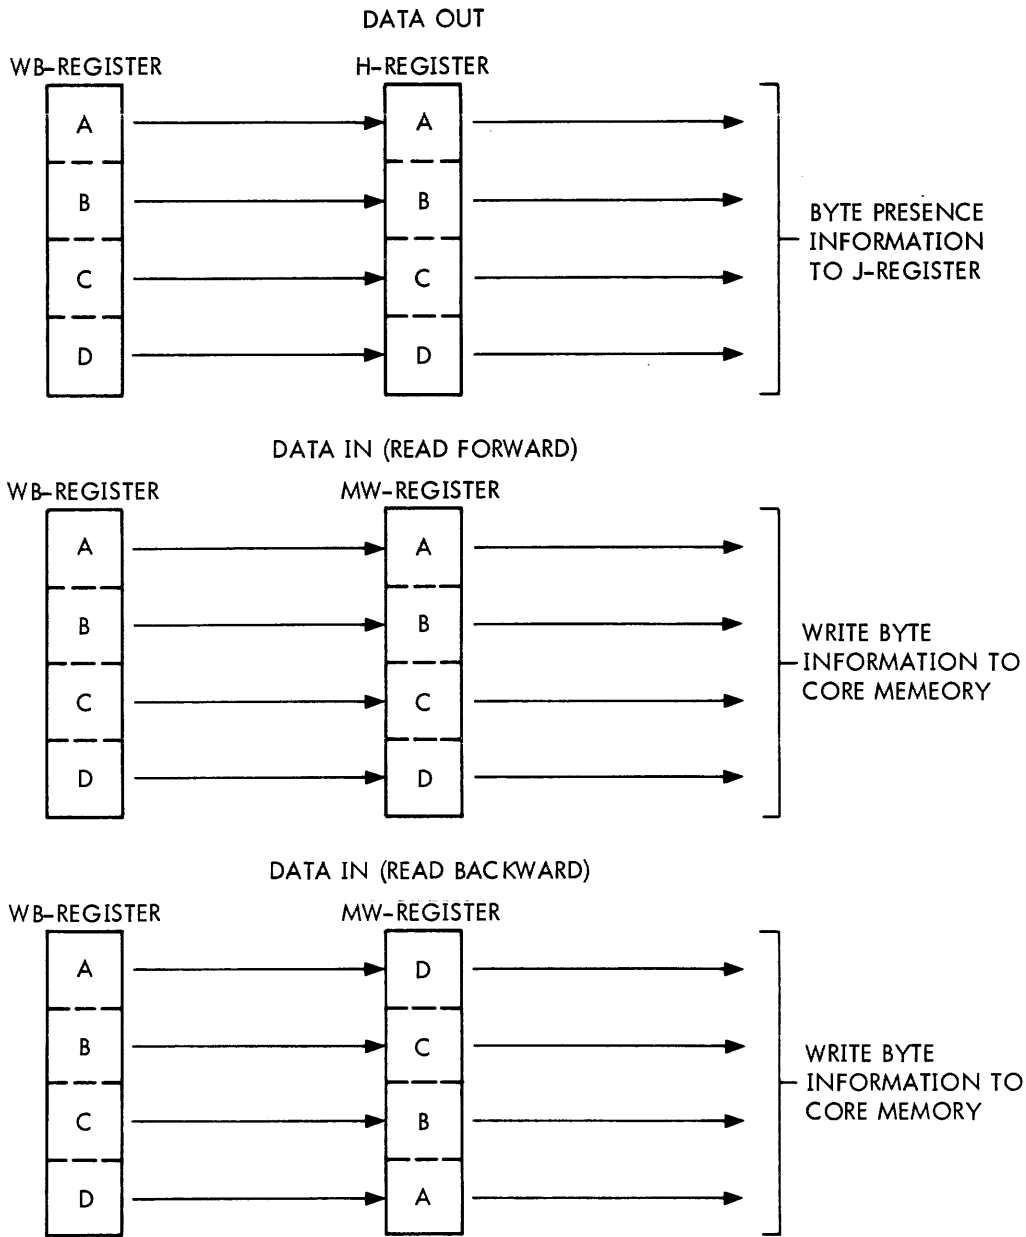 DATA OUT
WB-REGISTER H-REGISTER
A A
B B
C C
D D
BYTE PRESENCE
INFORMATION
TO J-REGISTER
DATA IN (READ FORWARD)
WB-REGISTER MW-REGISTER
A A
B B
C C
D D
WRITE BYTE
INFORMATION TO
CORE MEMEORY
DATA IN (READ BACKWARD)
WB-REGISTER MW-REGISTER
A D
B C
C B
D A
WRITE BYTE
INFORMATION TO
CORE MEMORY